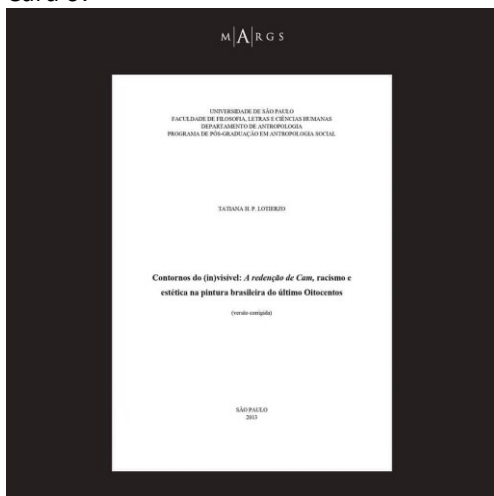 Card 5:
M|A|RGS
UNIVERSIDADE DE SÃO PAULO
FACULDADE DE FILOSOFIA, LETRAS E CIÊNCIAS HUMANAS
DEPARTAMENTO DE ANTROPOLOGIA
PROGRAMA DE PÓS-GRADUAÇÃO EM ANTROPOLOGIA SOCIAL
TATIANA H. P. LOTIERZO
Contornos do (in)visível: A redenção de Cam, racismo e
estética na pintura brasileira do último Oitocentos
(versão corrigida)
SÃO PAULO
2013